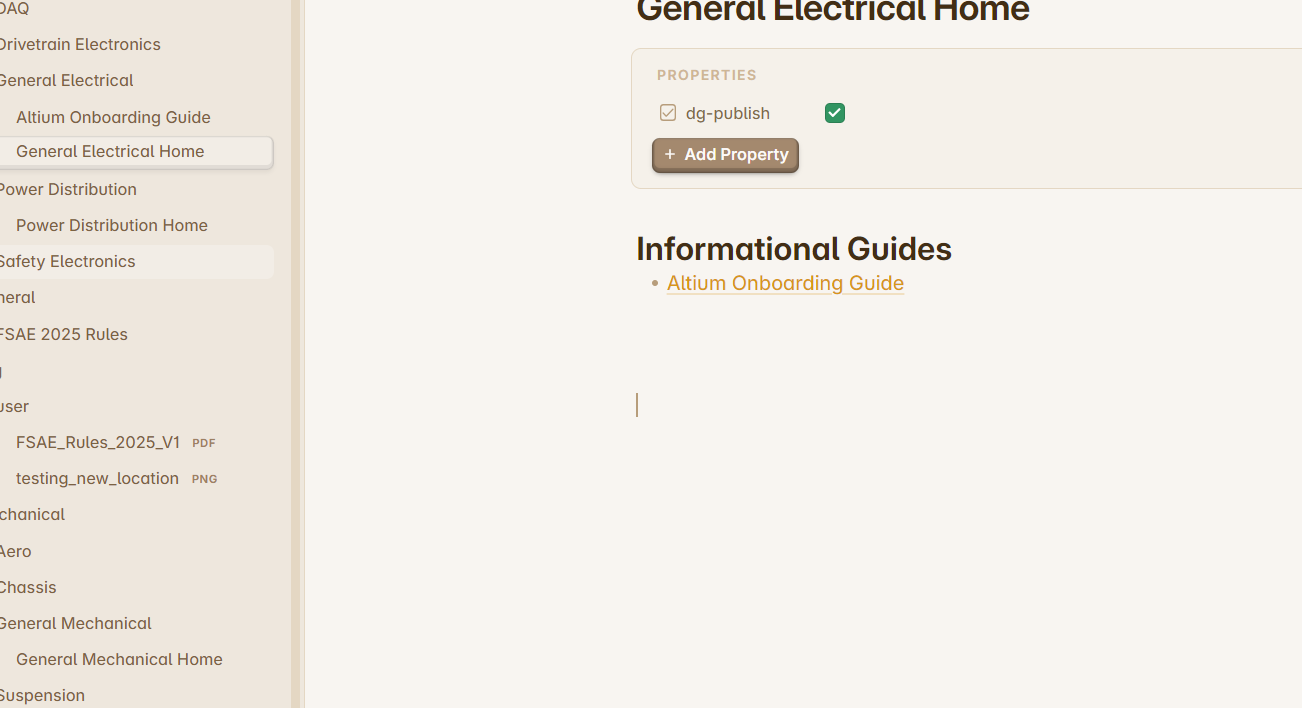 DAQ
Drivetrain Electronics
General Electrical
Altium Onboarding Guide
General Electrical Home
Power Distribution
Power Distribution Home
Safety Electronics
neral
FSAE 2025 Rules
user
FSAE_Rules_2025_V1 PDF
testing_new_location PNG
chanical
Aero
Chassis
General Mechanical
General Mechanical Home
Suspension
General Electrical Home
PROPERTIES
dg-publish
+ Add Property
Informational Guides
• Altium Onboarding Guide